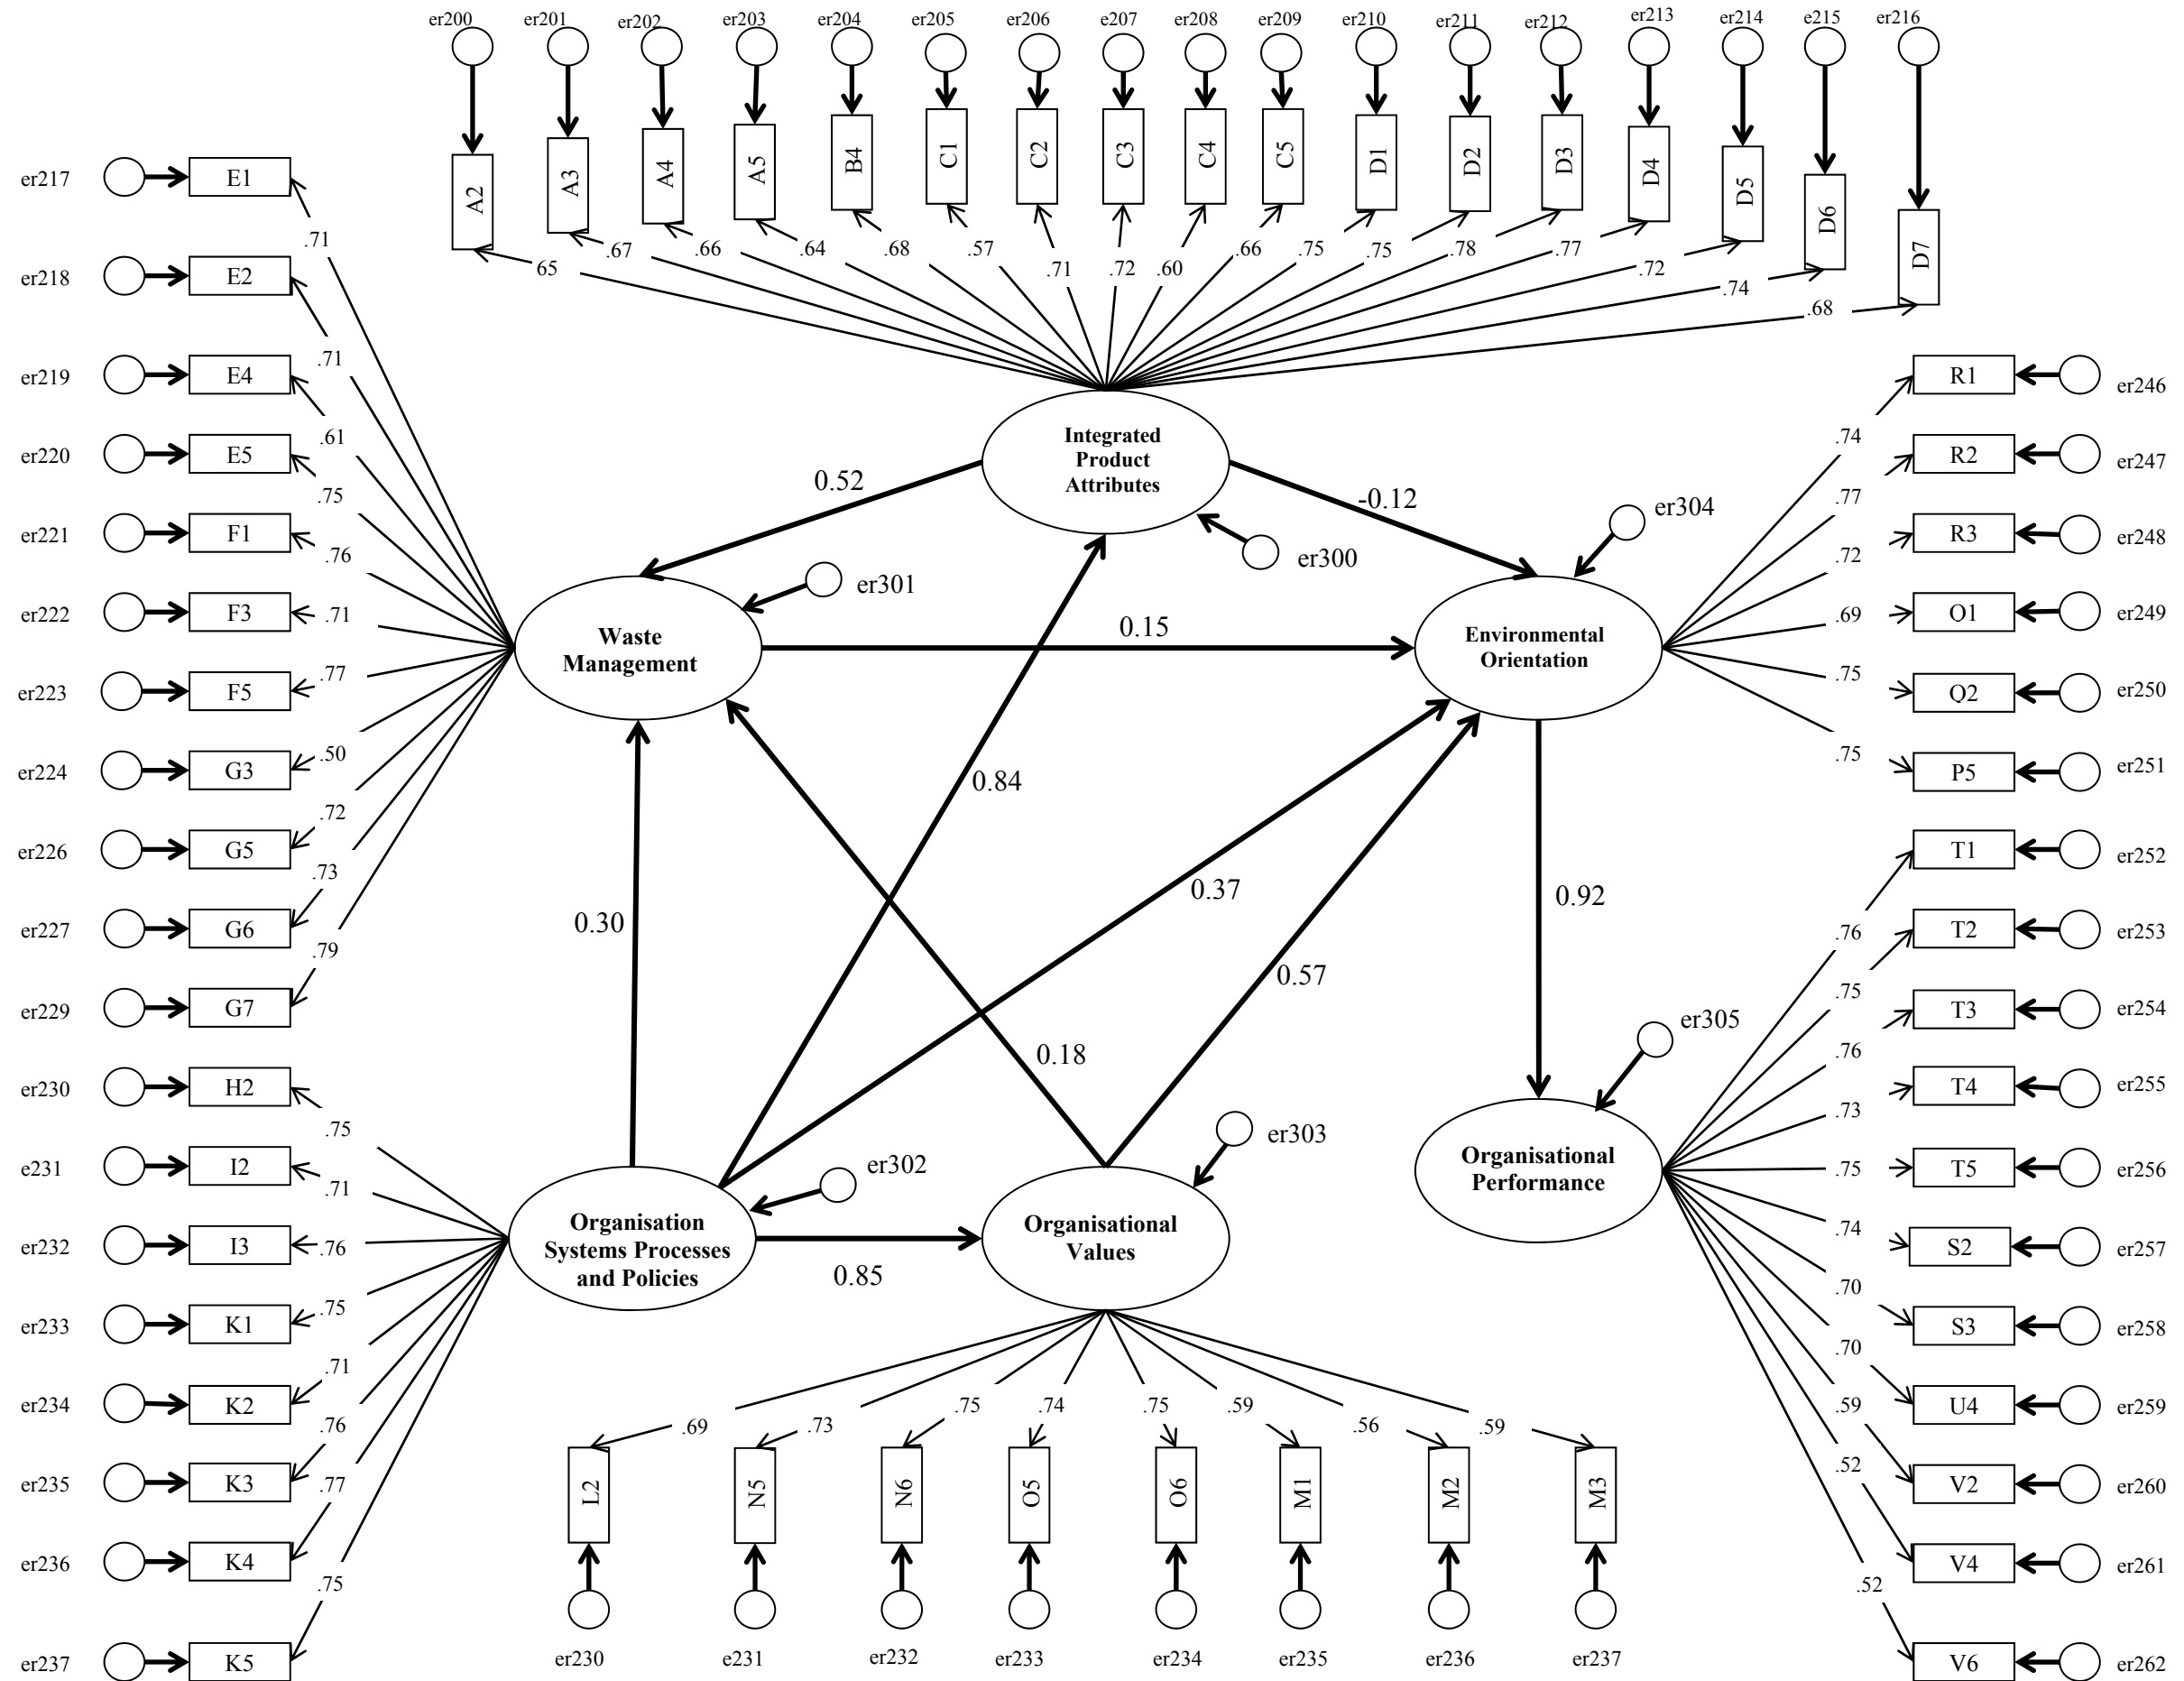 er200 er201 er202 er203 er204 er205 er206 e207 er208 er209 er210 er211 er212 er213 er214 e215 er216
A2 A3 A4 A5 B4 C1 C2 C3 C4 C5 D1 D2 D3 D4 D5 D6 D7
65 .67 .66 .64 .68 .57 .71 .72 .60 .66 .75 .75 .78 .77 .72 .74 .68
er217 E1 .71
er218 E2 .71
er219 E4 .61
er220 E5 .75
er221 F1 .76
er222 F3 .71
er223 F5 .77
er224 G3 .50
er226 G5 .72
er227 G6 .73
er229 G7 .79
er230 H2 .75
e231 I2 .71
er232 I3 .76
er233 K1 .75
er234 K2 .71
er235 K3 .76
er236 K4 .77
er237 K5 .75
Integrated
Product
Attributes
er300
0.52
-0.12
er304
er301
Waste
Management
0.15
Environmental
Orientation
0.84
0.37
0.92
0.30
0.57
0.18
er305
er303
er302
Organisation
Systems Processes
and Policies
0.85
Organisational
Values
Organisational
Performance
.69 .73 .75 .74 .75 .59 .56 .59
L2 N5 N6 O5 O6 M1 M2 M3
er230 e231 er232 er233 er234 er235 er236 er237
.74 R1 er246
.77 R2 er247
.72 R3 er248
.69 Q1 er249
.75 Q2 er250
.75 P5 er251
.76 T1 er252
.75 T2 er253
.76 T3 er254
.73 T4 er255
.75 T5 er256
.74 S2 er257
.70 S3 er258
.70 U4 er259
.59 V2 er260
.52 V4 er261
.52 V6 er262